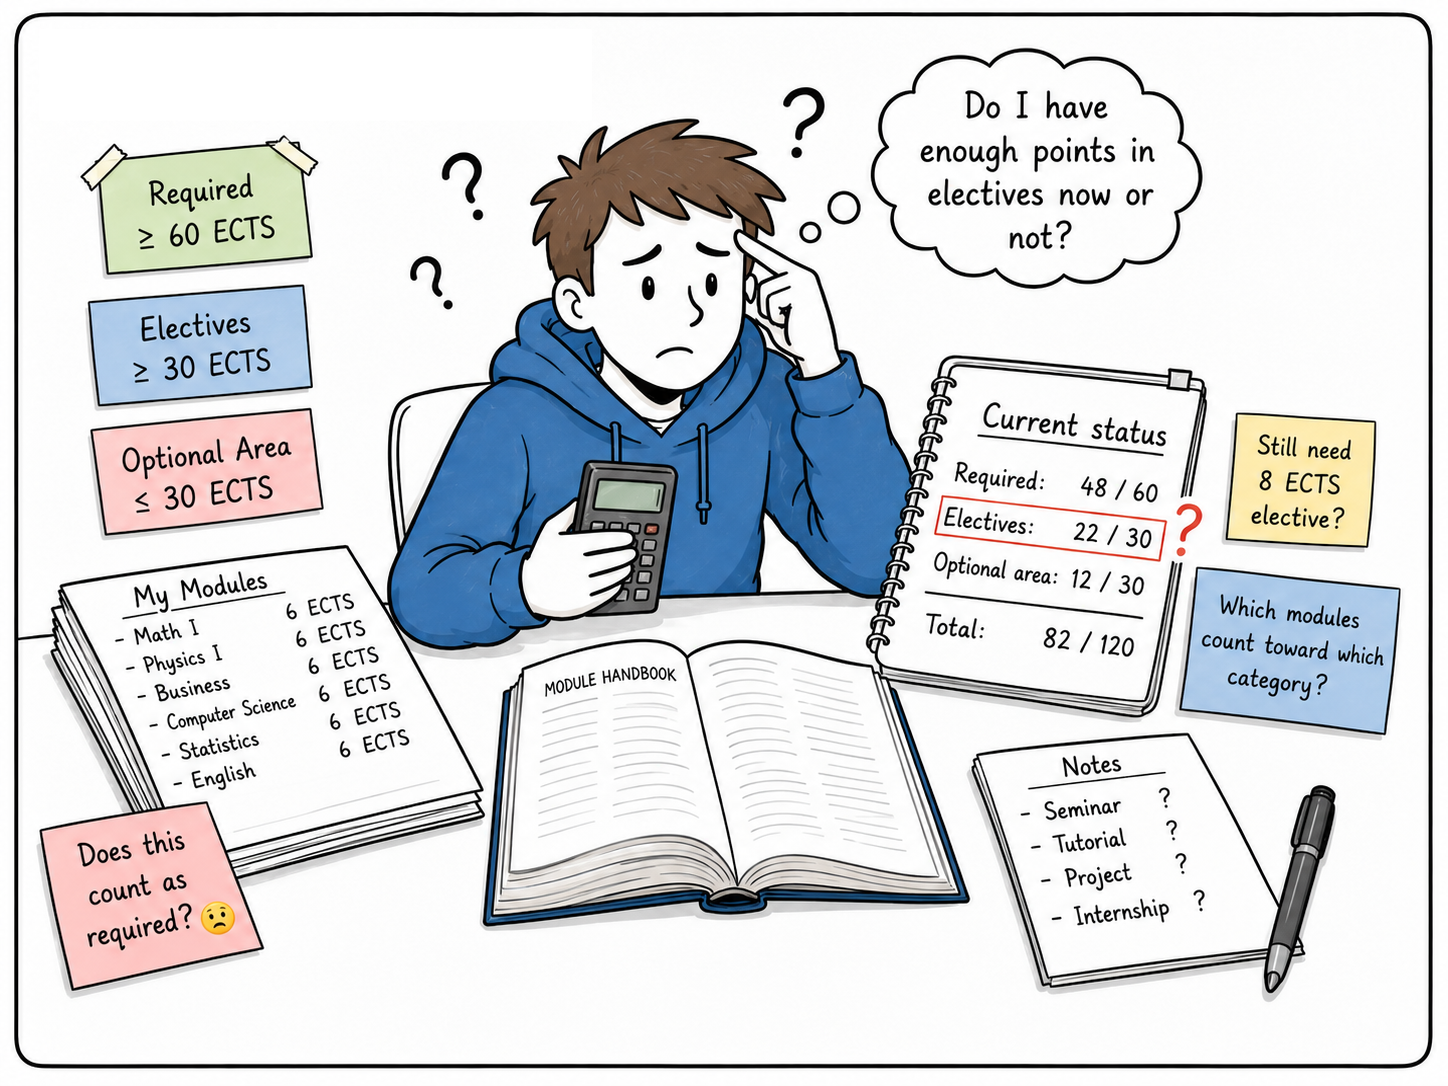 Required
≥ 60 ECTS
Electives
≥ 30 ECTS
Optional Area
≤ 30 ECTS
?
?
?
Do I have
enough points in
electives now or
not?
My Modules
- Math I 6 ECTS
- Physics I 6 ECTS
- Business 6 ECTS
- Computer Science 6 ECTS
- Statistics 6 ECTS
- English 6 ECTS
Does this
count as
required? 😟
MODULE HANDBOOK
Current status
Required: 48 / 60
Electives: 22 / 30 ?
Optional area: 12 / 30
Total: 82 / 120
Still need
8 ECTS
elective?
Which modules
count toward which
category?
Notes
- Seminar ?
- Tutorial ?
- Project ?
- Internship ?